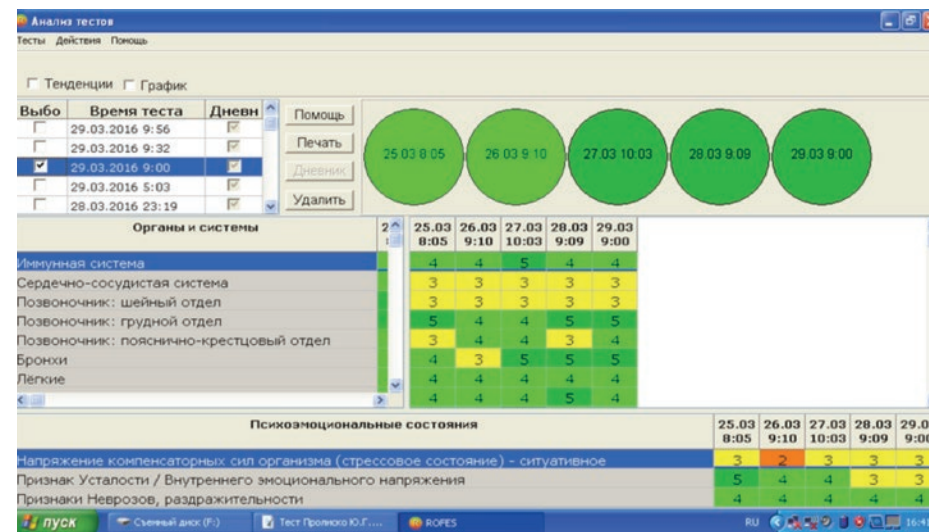 Анализ тестов
Тесты Действия Помощь
Тенденции График
Выбо Время теста Дневн
29.03.2016 9:56
29.03.2016 9:32
29.03.2016 9:00
29.03.2016 5:03
28.03.2016 23:19
Помощь
Печать
Дневник
Удалить
25.03 8:05 26.03 9:10 27.03 10:03 28.03 9:09 29.03 9:00
Органы и системы 25.03 26.03 27.03 28.03 29.03
8:05 9:10 10:03 9:09 9:00
Иммунная система 4 4 5 4 4
Сердечно-сосудистая система 3 3 3 3 3
Позвоночник: шейный отдел 3 3 3 3 3
Позвоночник: грудной отдел 5 4 4 5 5
Позвоночник: пояснично-крестцовый отдел 3 4 4 3 4
Бронхи 4 3 5 5 5
Лёгкие 4 4 4 4 4
4 4 4 5 4
Психоэмоциональные состояния 25.03 26.03 27.03 28.03 29.0
8:05 9:10 10:03 9:09 9:00
Напряжение компенсаторных сил организма (стрессовое состояние) - ситуативное 3 2 3 3 3
Признак Усталости / Внутреннего эмоционального напряжения 5 4 4 3 3
Признаки Неврозов, раздражительности 4 4 4 4 4
пуск Съемный диск (F:) Тест Пролиого Ю.Г.... ROFES RU 16:41